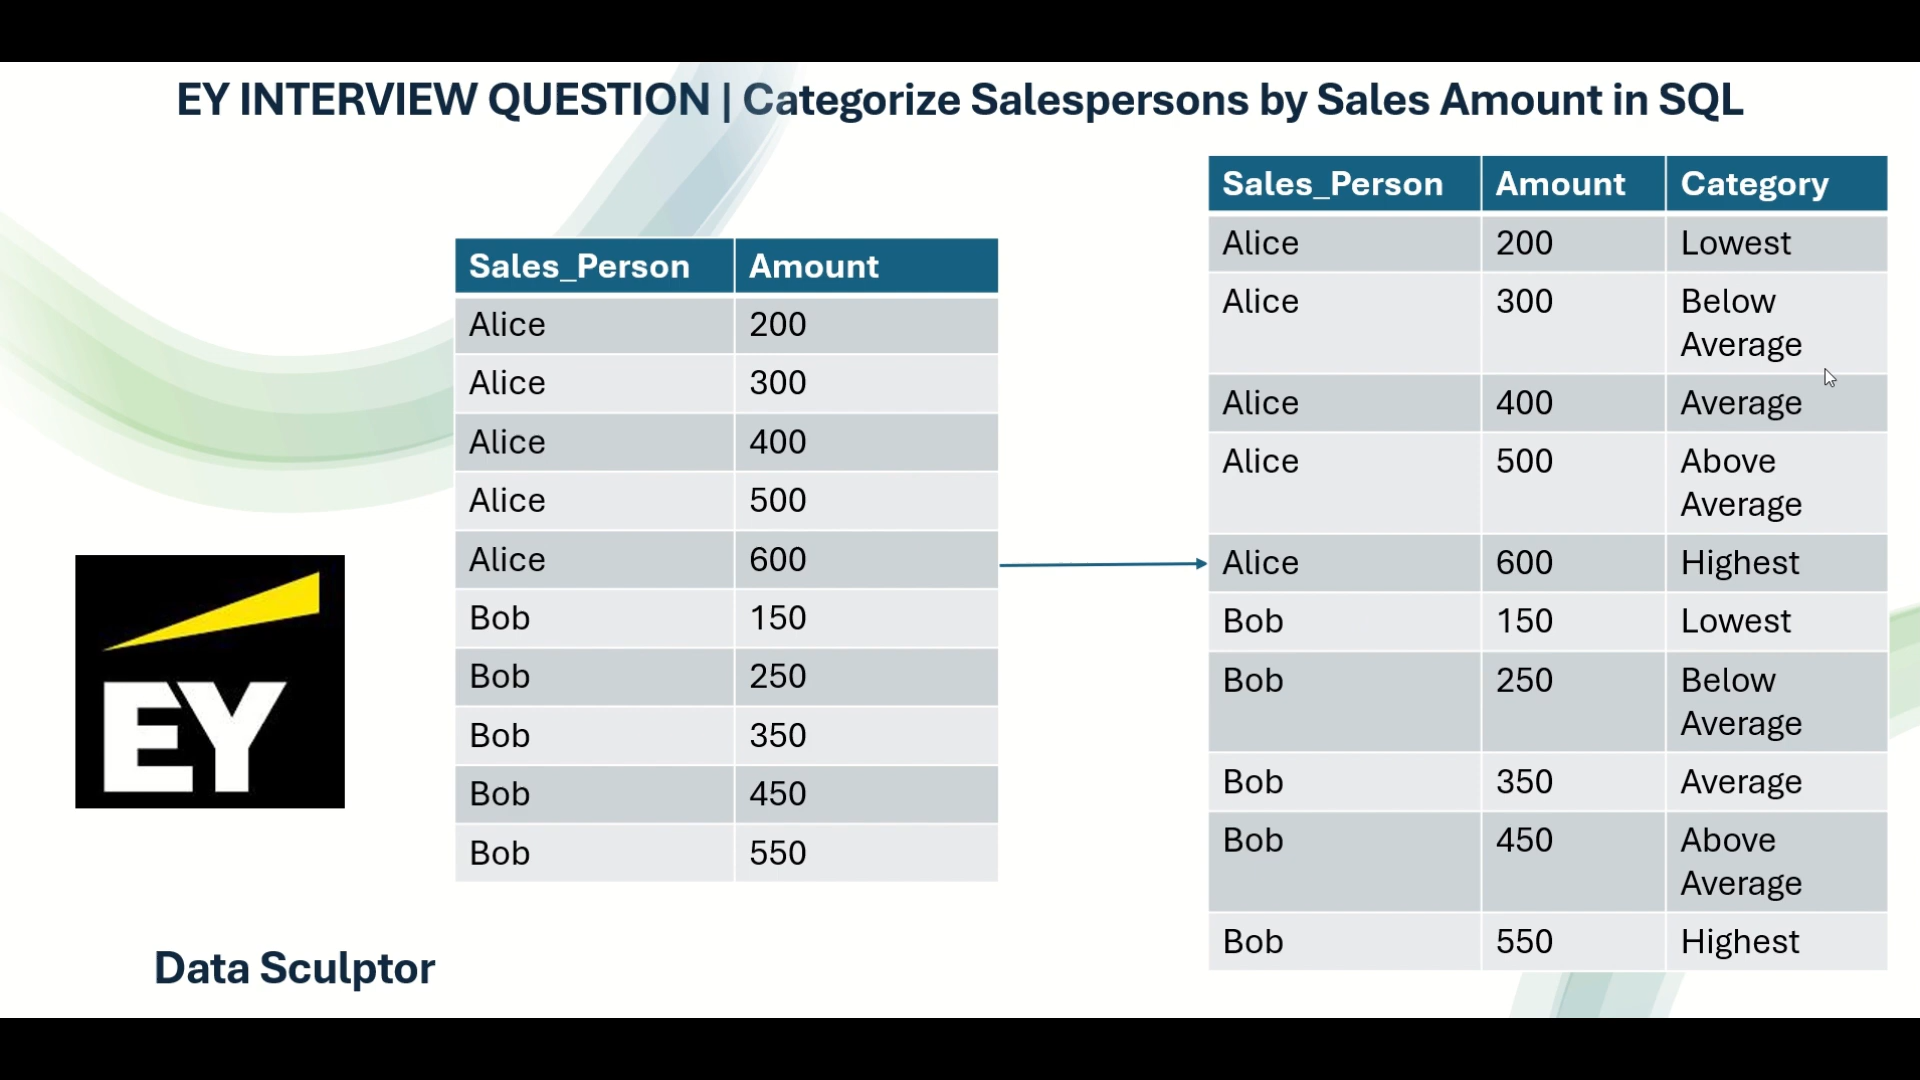 EY INTERVIEW QUESTION | Categorize Salespersons by Sales Amount in SQL
Sales_Person Amount
Alice 200
Alice 300
Alice 400
Alice 500
Alice 600
Bob 150
Bob 250
Bob 350
Bob 450
Bob 550
Sales_Person Amount Category
Alice 200 Lowest
Alice 300 Below
Average
Alice 400 Average
Alice 500 Above
Average
Alice 600 Highest
Bob 150 Lowest
Bob 250 Below
Average
Bob 350 Average
Bob 450 Above
Average
Bob 550 Highest
EY
Data Sculptor